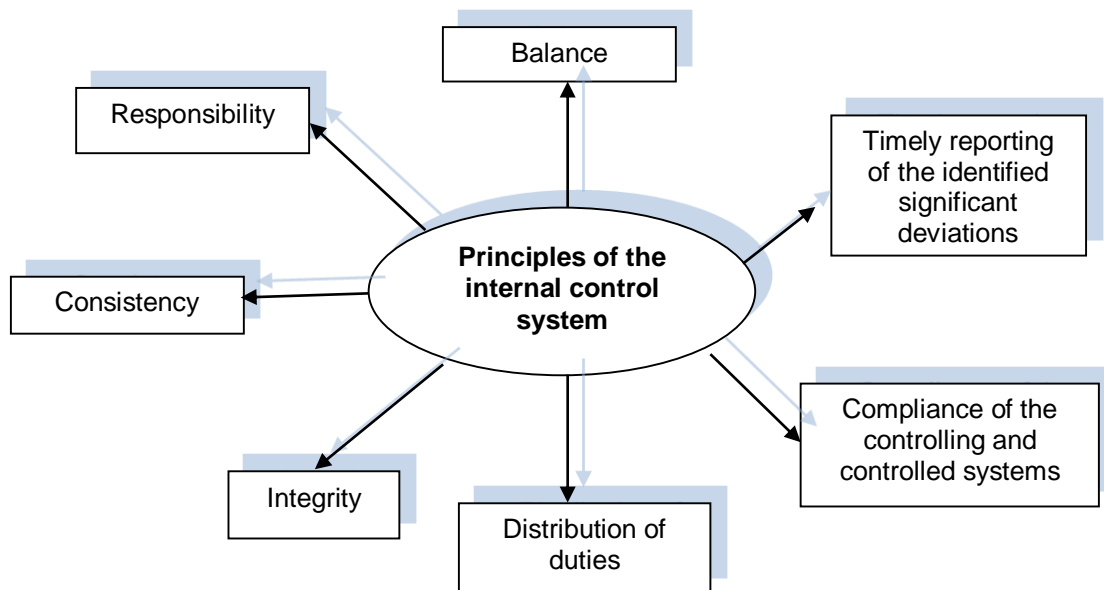 Balance
Responsibility
Timely reporting
of the identified
significant
deviations
Principles of the
internal control
system
Consistency
Compliance of the
controlling and
controlled systems
Integrity
Distribution of
duties